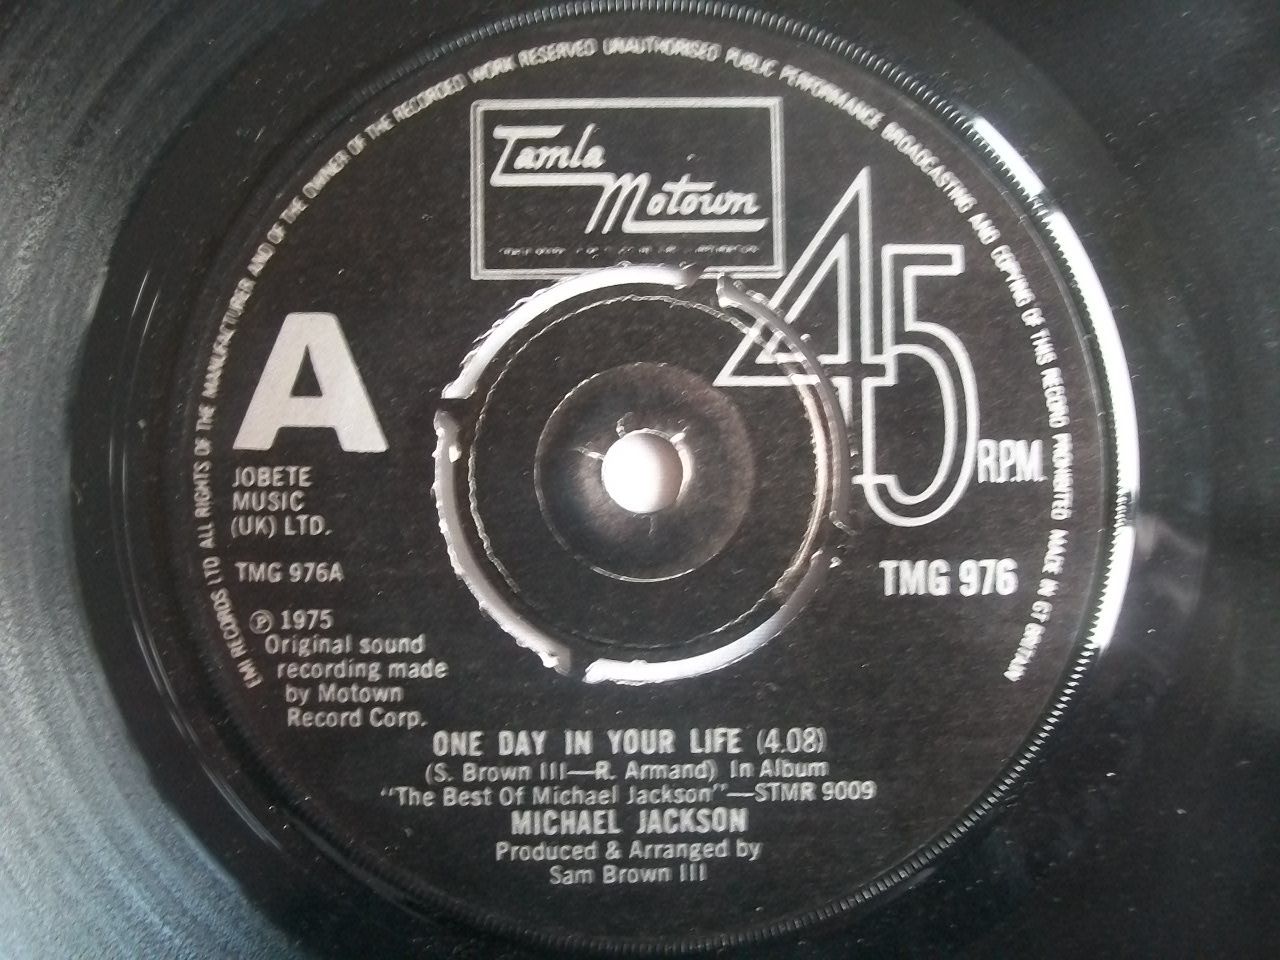 EMI RECORDS LTD ALL RIGHTS OF THE MANUFACTURER AND OF THE OWNER OF THE RECORDED WORK RESERVED UNAUTHORISED PUBLIC PERFORMANCE BROADCASTING AND COPYING OF THIS RECORD PROHIBITED MADE IN GT BRITAIN
Tamla
Motown
45
R.P.M.
A
JOBETE
MUSIC
(UK) LTD.
TMG 976A
TMG 976
℗ 1975
Original sound
recording made
by Motown
Record Corp.
ONE DAY IN YOUR LIFE (4.08)
(S. Brown III—R. Armand) In Album
"The Best Of Michael Jackson"—STMR 9009
MICHAEL JACKSON
Produced & Arranged by
Sam Brown III